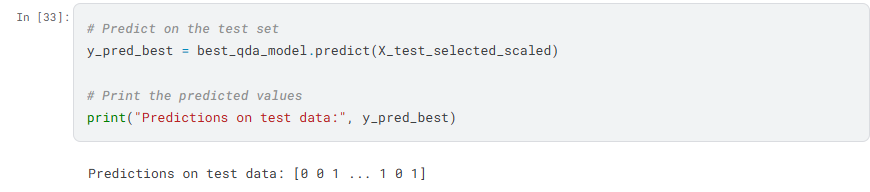 In [33]:
# Predict on the test set
y_pred_best = best_qda_model.predict(X_test_selected_scaled)
# Print the predicted values
print("Predictions on test data:", y_pred_best)
Predictions on test data: [0 0 1 ... 1 0 1]